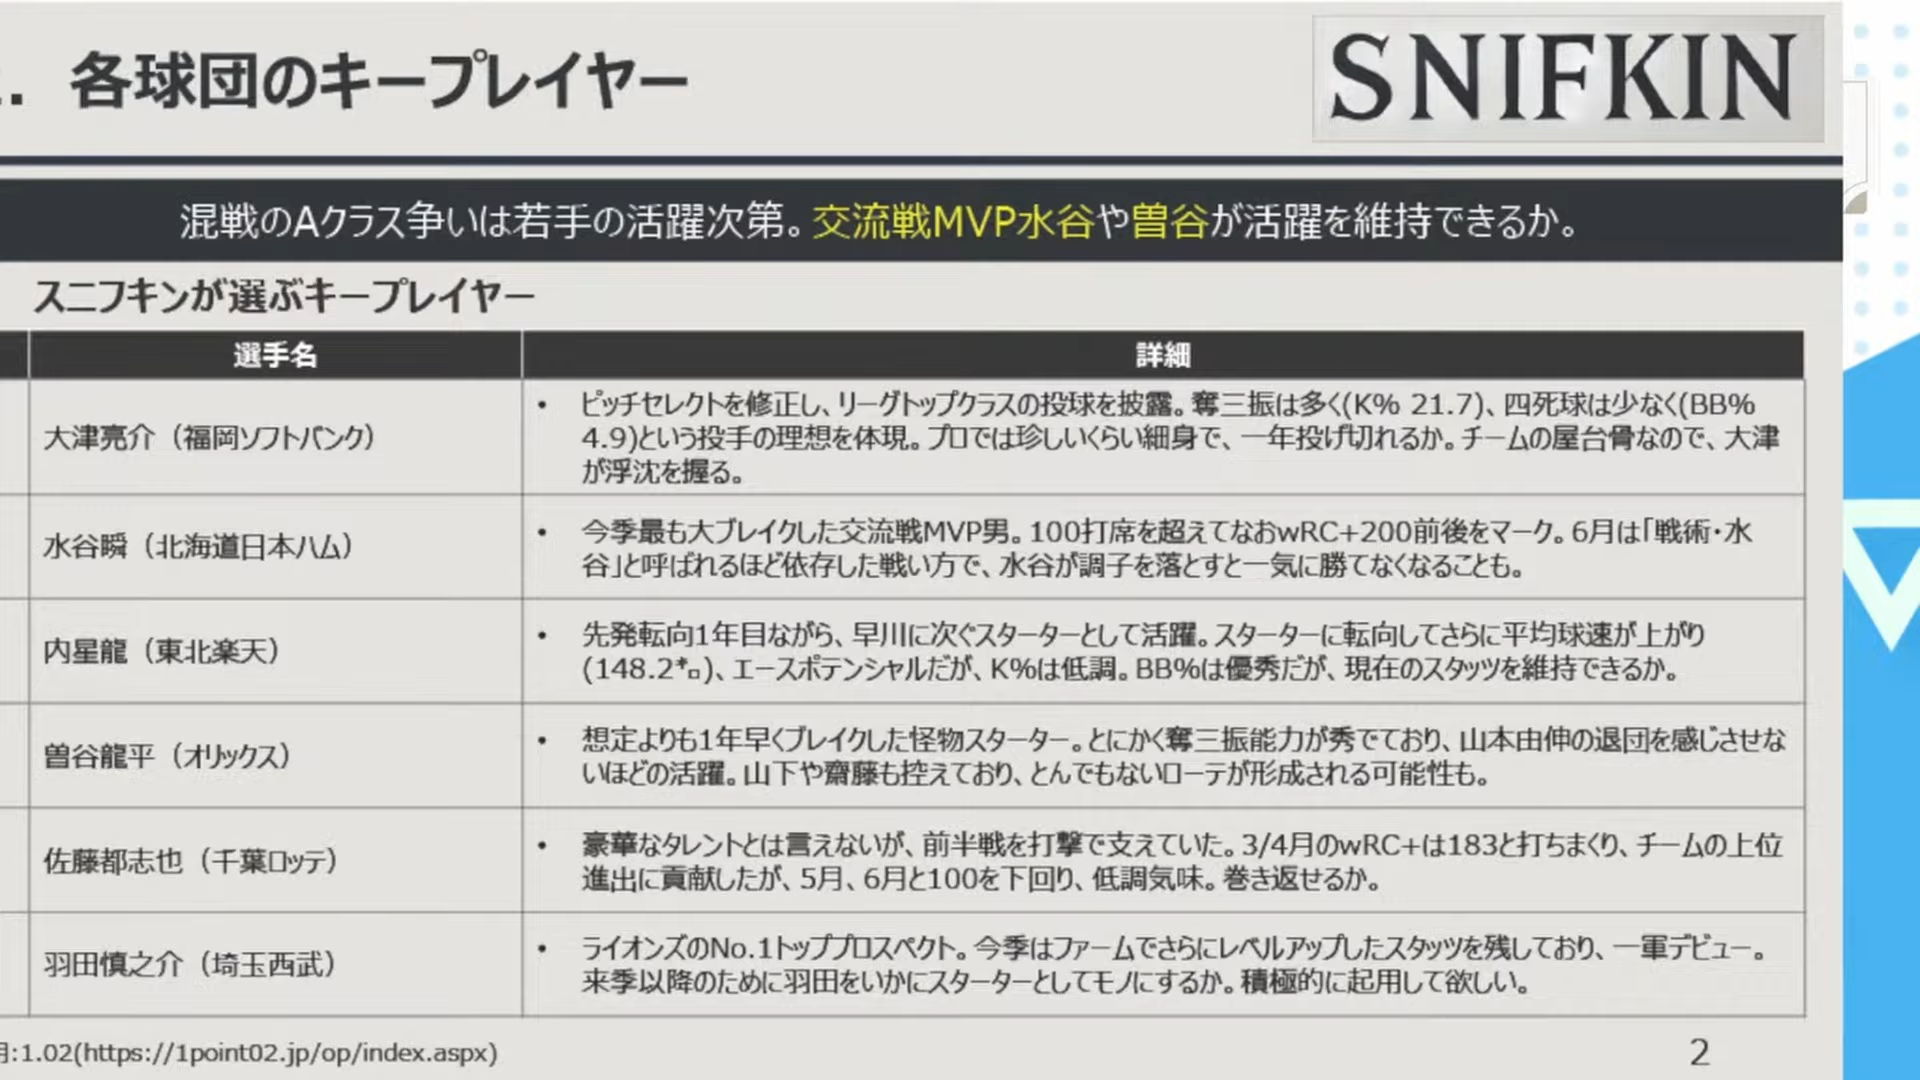 . 各球団のキープレイヤー
SNIFKIN
混戦のAクラス争いは若手の活躍次第。交流戦MVP水谷や曽谷が活躍を維持できるか。
スニフキンが選ぶキープレイヤー
選手名
詳細
大津亮介（福岡ソフトバンク）
• ピッチセレクトを修正し、リーグトップクラスの投球を披露。奪三振は多く(K% 21.7)、四死球は少なく(BB%
4.9)という投手の理想を体現。プロでは珍しいくらい細身で、一年投げ切れるか。チームの屋台骨なので、大津
が浮沈を握る。
水谷瞬（北海道日本ハム）
• 今季最も大ブレイクした交流戦MVP男。100打席を超えてなおwRC+200前後をマーク。6月は「戦術・水
谷」と呼ばれるほど依存した戦い方で、水谷が調子を落とすと一気に勝てなくなることも。
内星龍（東北楽天）
• 先発転向1年目ながら、早川に次ぐスターターとして活躍。スターターに転向してさらに平均球速が上がり
(148.2㌔)、エースポテンシャルだが、K%は低調。BB%は優秀だが、現在のスタッツを維持できるか。
曽谷龍平（オリックス）
• 想定よりも1年早くブレイクした怪物スターター。とにかく奪三振能力が秀でており、山本由伸の退団を感じさせな
いほどの活躍。山下や齋藤も控えており、とんでもないローテが形成される可能性も。
佐藤都志也（千葉ロッテ）
• 豪華なタレントとは言えないが、前半戦を打撃で支えていた。3/4月のwRC+は183と打ちまくり、チームの上位
進出に貢献したが、5月、6月と100を下回り、低調気味。巻き返せるか。
羽田慎之介（埼玉西武）
• ライオンズのNo.1トッププロスペクト。今季はファームでさらにレベルアップしたスタッツを残しており、一軍デビュー。
来季以降のために羽田をいかにスターターとしてモノにするか。積極的に起用して欲しい。
:1.02(https://1point02.jp/op/index.aspx)
2